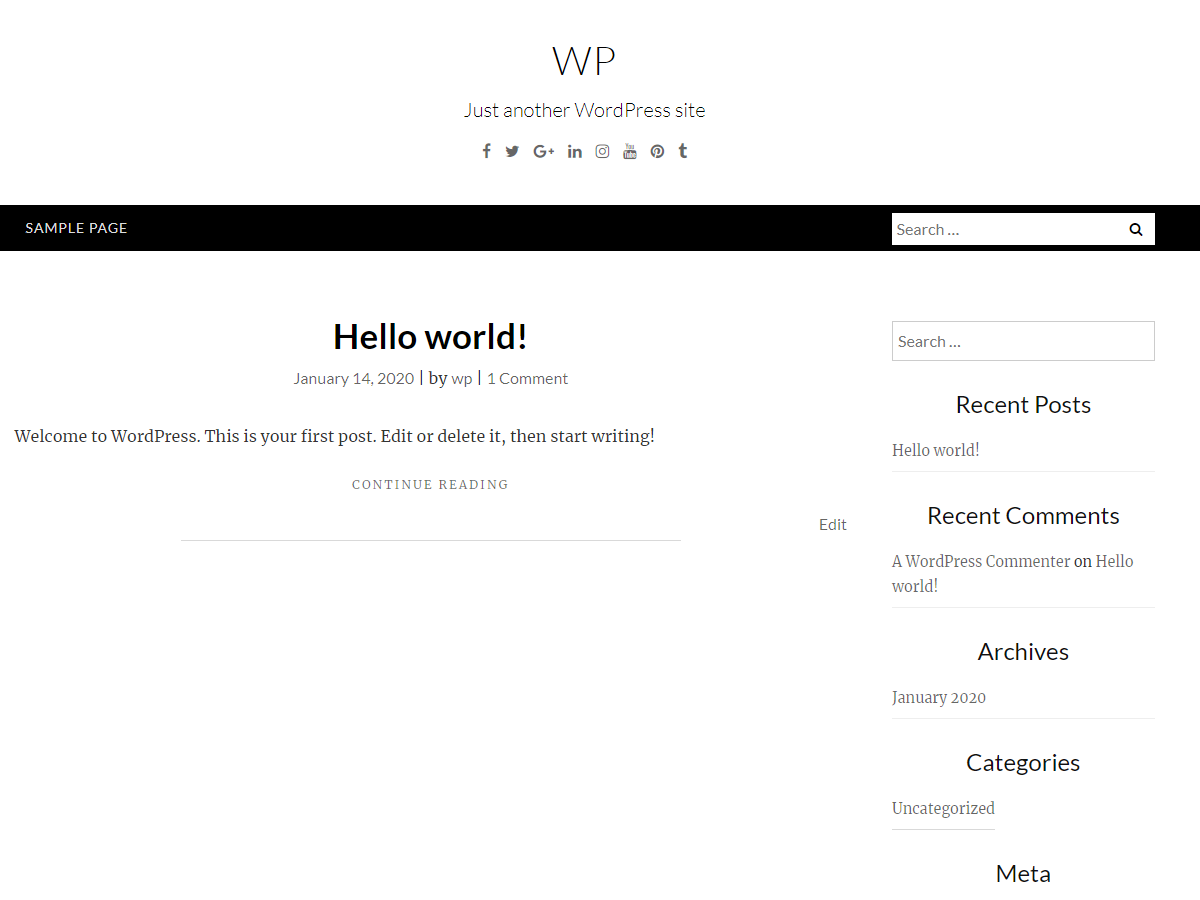 WP
Just another WordPress site
SAMPLE PAGE
Search …
Hello world!
January 14, 2020 | by wp | 1 Comment
Welcome to WordPress. This is your first post. Edit or delete it, then start writing!
CONTINUE READING
Edit
Search …
Recent Posts
Hello world!
Recent Comments
A WordPress Commenter on Hello
world!
Archives
January 2020
Categories
Uncategorized
Meta